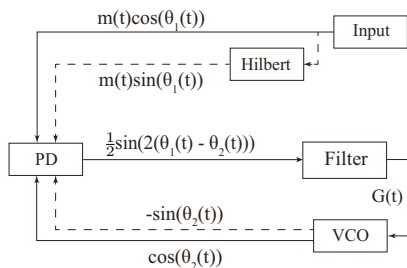 m(t)cos(θ₁(t))
Input
Hilbert
m(t)sin(θ₁(t))
PD
½sin(2(θ₁(t) - θ₂(t)))
Filter
G(t)
-sin(θ₂(t))
VCO
cos(θ₂(t))